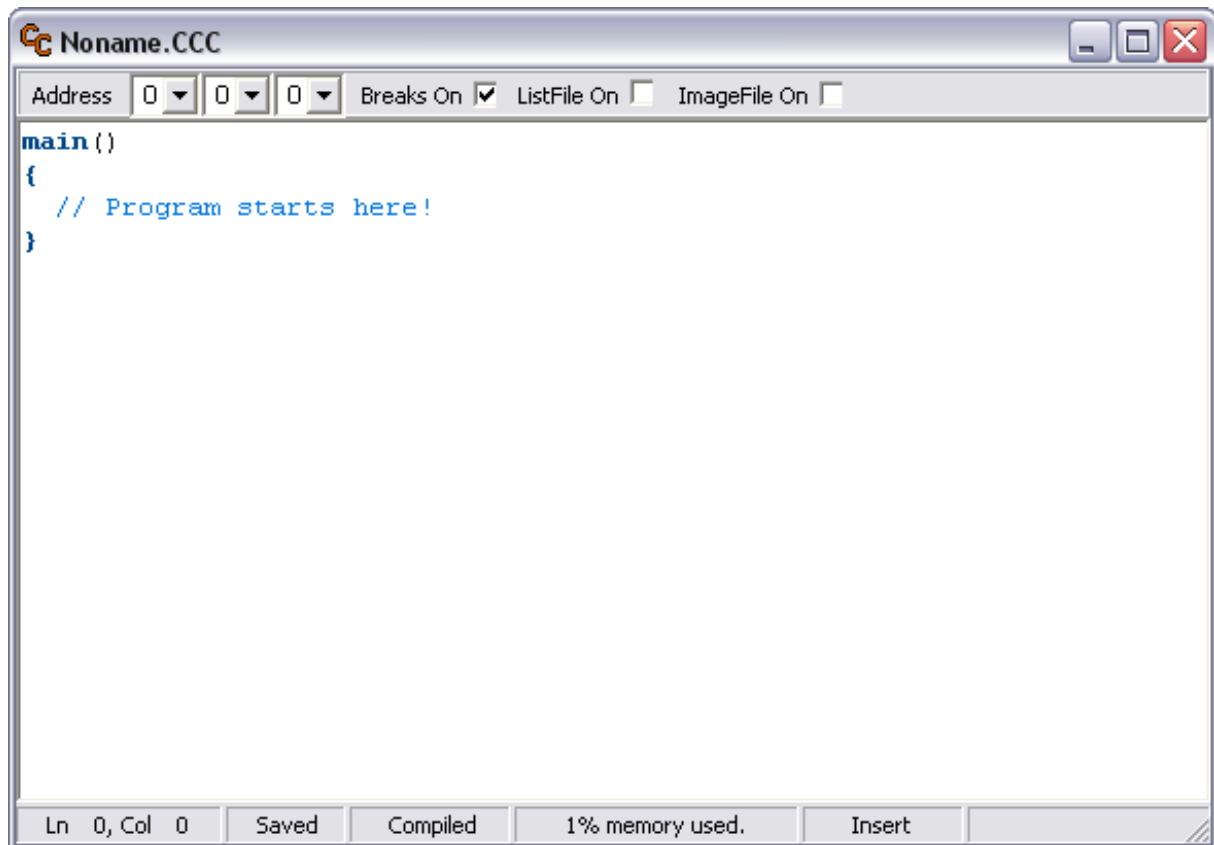 CC Noname.CCC
Address 0 0 0 Breaks On ListFile On ImageFile On
main()
{
// Program starts here!
}
Ln 0, Col 0 Saved Compiled 1% memory used. Insert